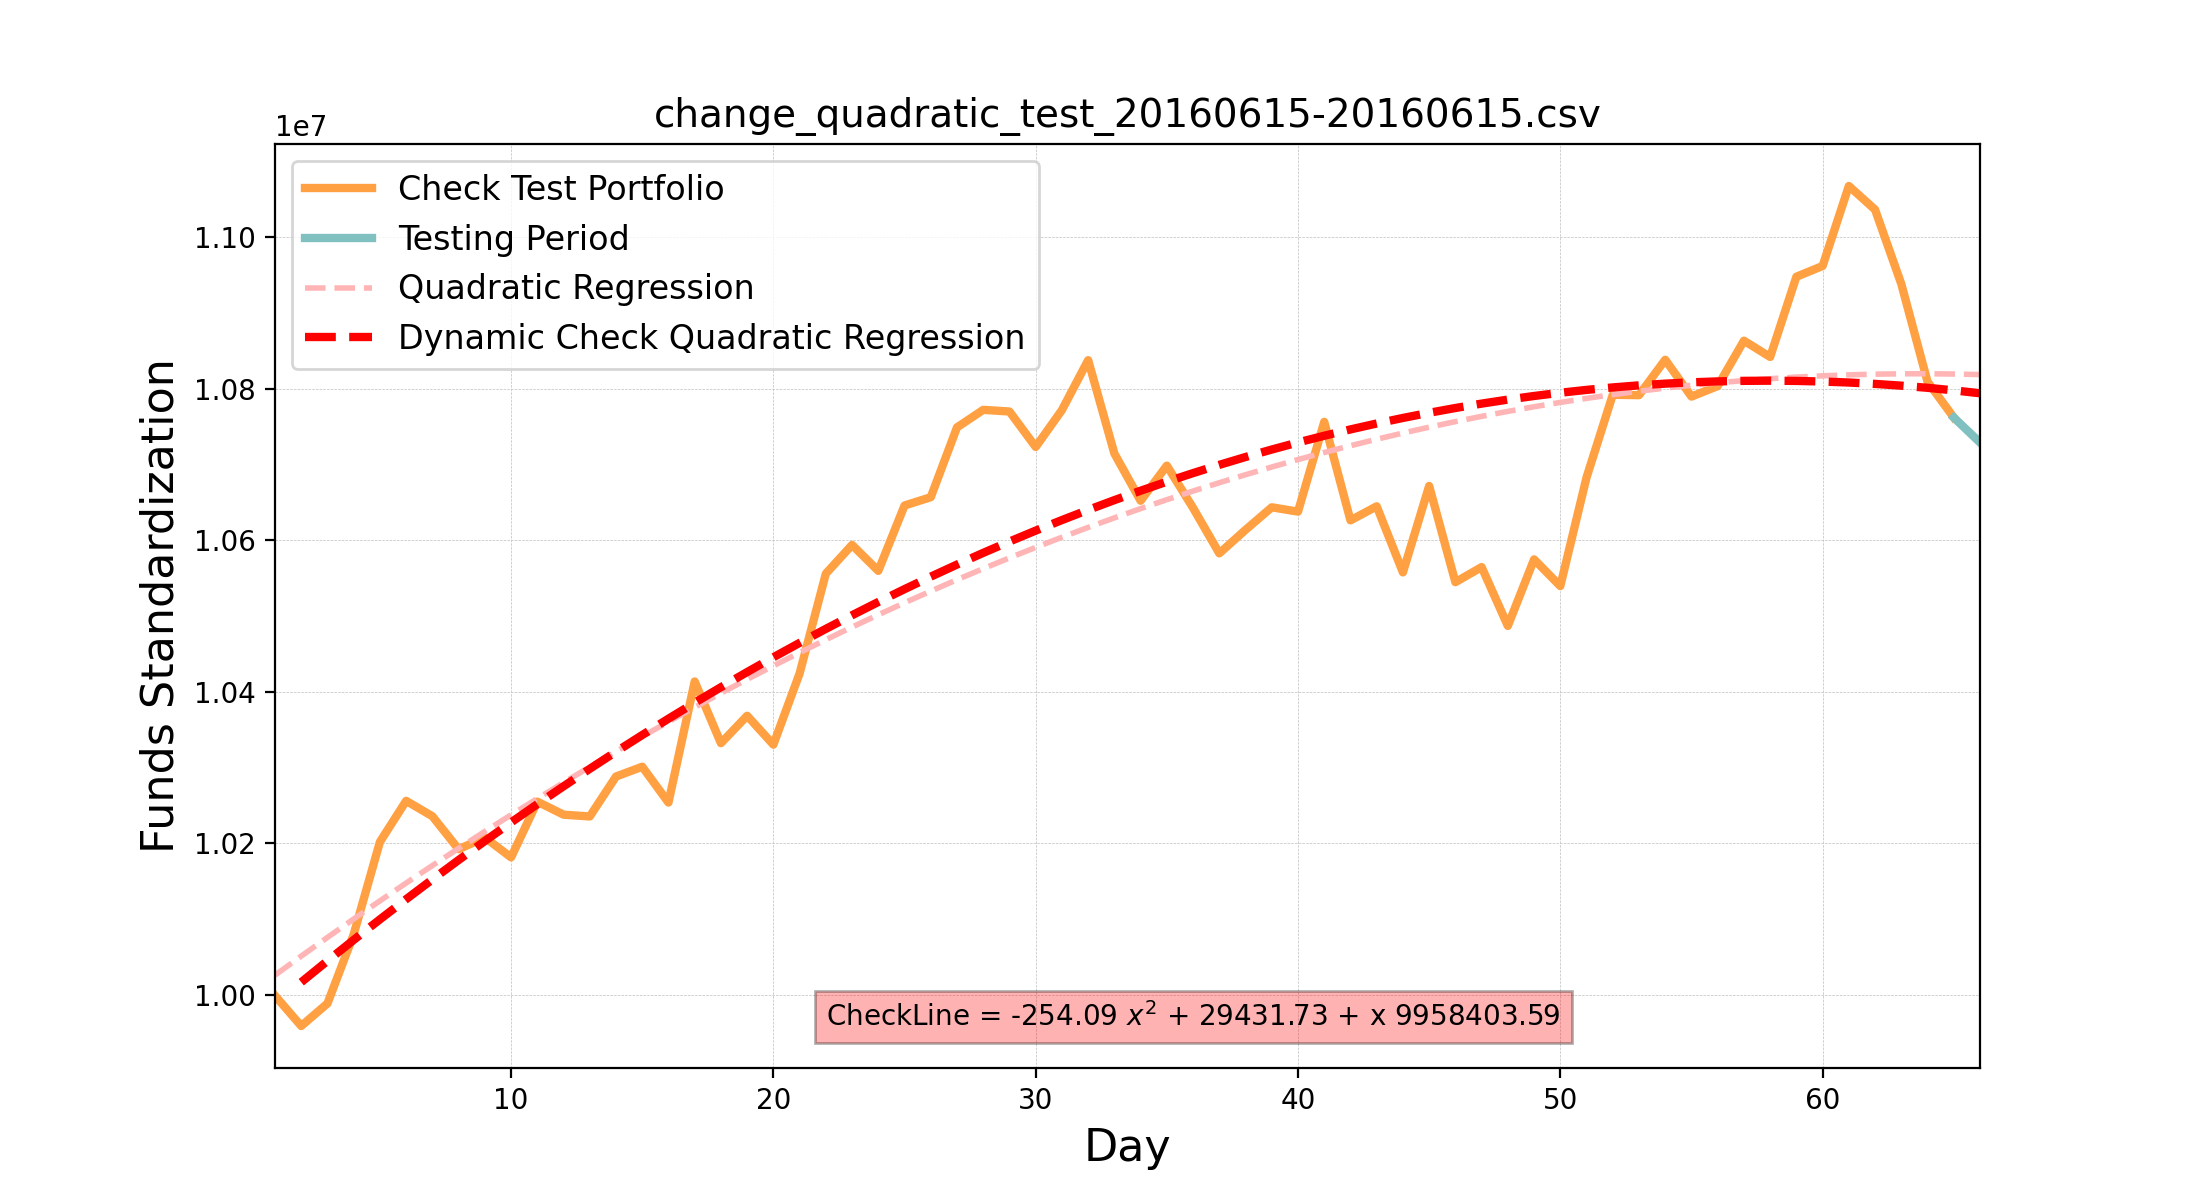 change_quadratic_test_20160615-20160615.csv
1e7
Check Test Portfolio
Testing Period
Quadratic Regression
Dynamic Check Quadratic Regression
Funds Standardization
1.10
1.08
1.06
1.04
1.02
1.00
CheckLine = -254.09 x² + 29431.73 + x 9958403.59
10 20 30 40 50 60
Day